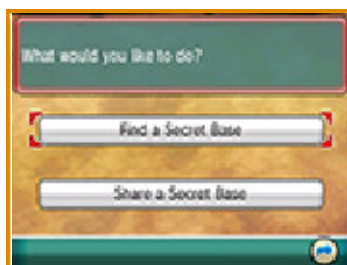 What would you like to do?
Find a Secret Base
Share a Secret Base